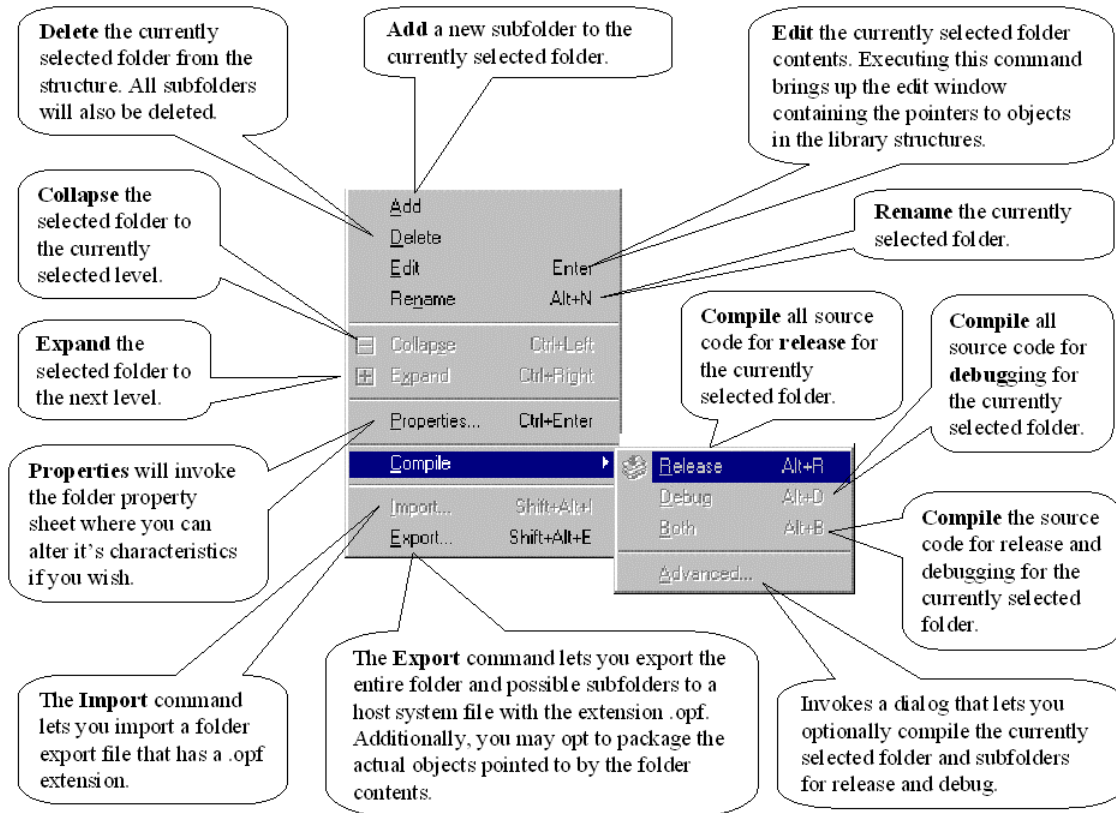 Delete the currently
selected folder from the
structure. All subfolders
will also be deleted.
Add a new subfolder to the
currently selected folder.
Edit the currently selected folder
contents. Executing this command
brings up the edit window
containing the pointers to objects
in the library structures.
Collapse the
selected folder to
the currently
selected level.
Rename the currently
selected folder.
Expand the
selected folder to
the next level.
Add
Delete
Edit Enter
Rename Alt+N
Collapse Ctrl+Left
Expand Ctrl+Right
Properties... Ctrl+Enter
Compile
Import... Shift+Alt+I
Export... Shift+Alt+E
Compile all source
code for release for
the currently
selected folder.
Compile all
source code for
debugging for
the currently
selected folder.
Release Alt+R
Debug Alt+D
Both Alt+B
Advanced...
Properties will invoke
the folder property
sheet where you can
alter it's characteristics
if you wish.
Compile the source
code for release and
debugging for the
currently selected
folder.
The Import command
lets you import a folder
export file that has a .opf
extension.
The Export command lets you export the
entire folder and possible subfolders to a
host system file with the extension .opf.
Additionally, you may opt to package the
actual objects pointed to by the folder
contents.
Invokes a dialog that lets you
optionally compile the currently
selected folder and subfolders
for release and debug.